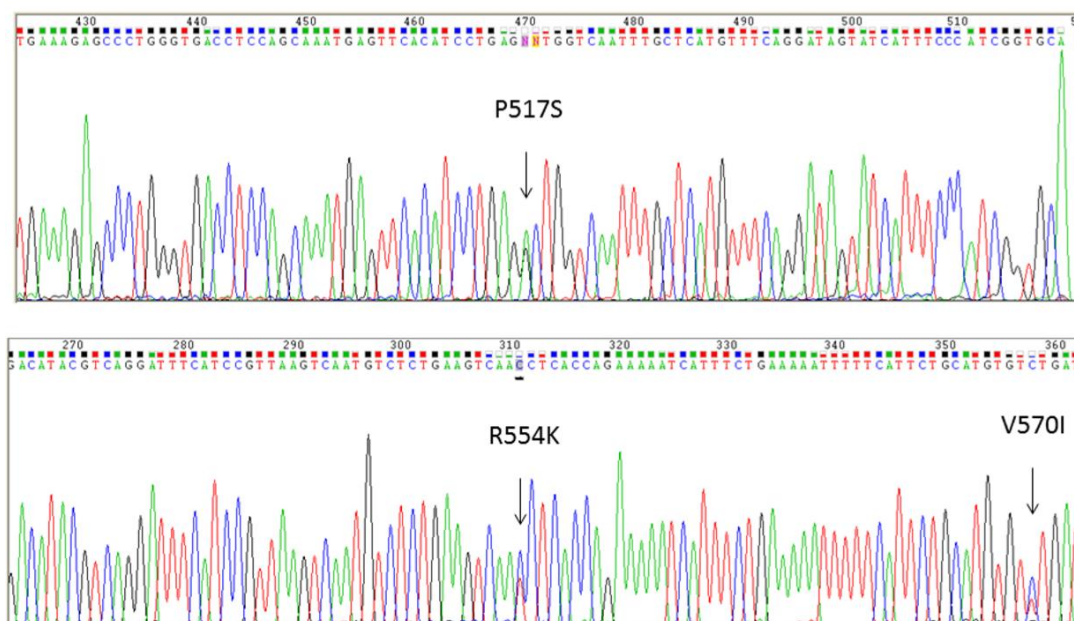 430 440 450 460 470 480 490 500 510
TGAAAGAGCCCTGGGTGACCTCCAGCAAATGAGTTCACATCCTGAGNNTGGTCAATTTGCTCATGTTTCAGGATAGTATCATTTCCCATCGGTGCA
P517S
270 280 290 300 310 320 330 340 350 360
GACATACGTCAGGATTTCATCCGTTAAGTCAATGTCTCTGAAGTCAACCTCACCAGAAAAATCATTTCTGAAAAATTTTTCATTCTGCATGTGTCTGAT
R554K
V570I